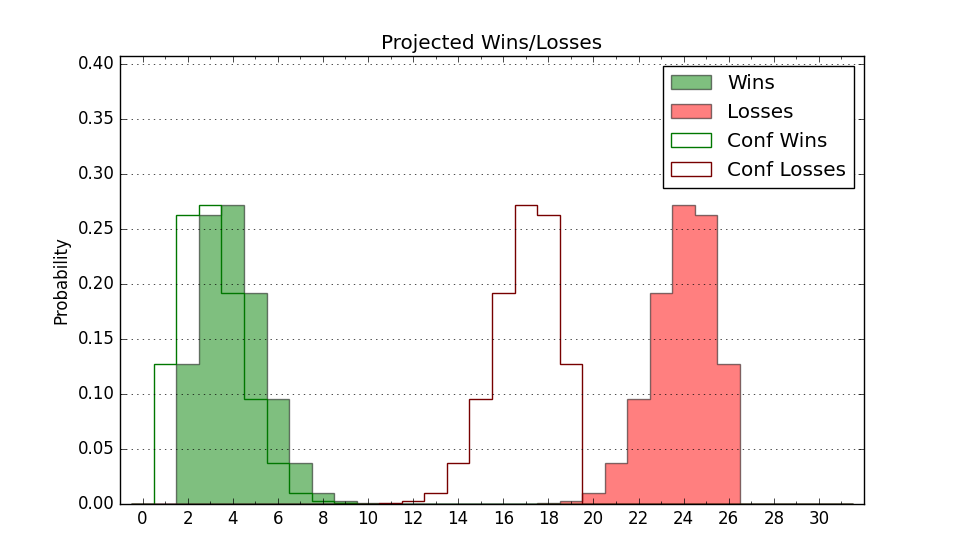 Projected Wins/Losses
0.40
0.35
0.30
0.25
0.20
0.15
0.10
0.05
0.00
Probability
Wins
Losses
Conf Wins
Conf Losses
0 2 4 6 8 10 12 14 16 18 20 22 24 26 28 30